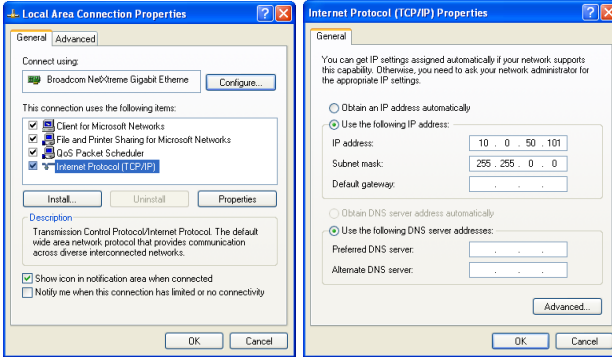 Local Area Connection Properties
General
Advanced
Connect using:
Broadcom NetXtreme Gigabit Etherne
Configure...
This connection uses the following items:
Client for Microsoft Networks
File and Printer Sharing for Microsoft Networks
QoS Packet Scheduler
Internet Protocol (TCP/IP)
Install...
Uninstall
Properties
Description
Transmission Control Protocol/Internet Protocol. The default
wide area network protocol that provides communication
across diverse interconnected networks.
Show icon in notification area when connected
Notify me when this connection has limited or no connectivity
OK
Cancel
Internet Protocol (TCP/IP) Properties
General
You can get IP settings assigned automatically if your network supports
this capability. Otherwise, you need to ask your network administrator for
the appropriate IP settings.
Obtain an IP address automatically
Use the following IP address:
IP address:
10 . 0 . 50 . 101
Subnet mask:
255 . 255 . 0 . 0
Default gateway:
. . .
Obtain DNS server address automatically
Use the following DNS server addresses:
Preferred DNS server:
. . .
Alternate DNS server:
. . .
Advanced...
OK
Cancel